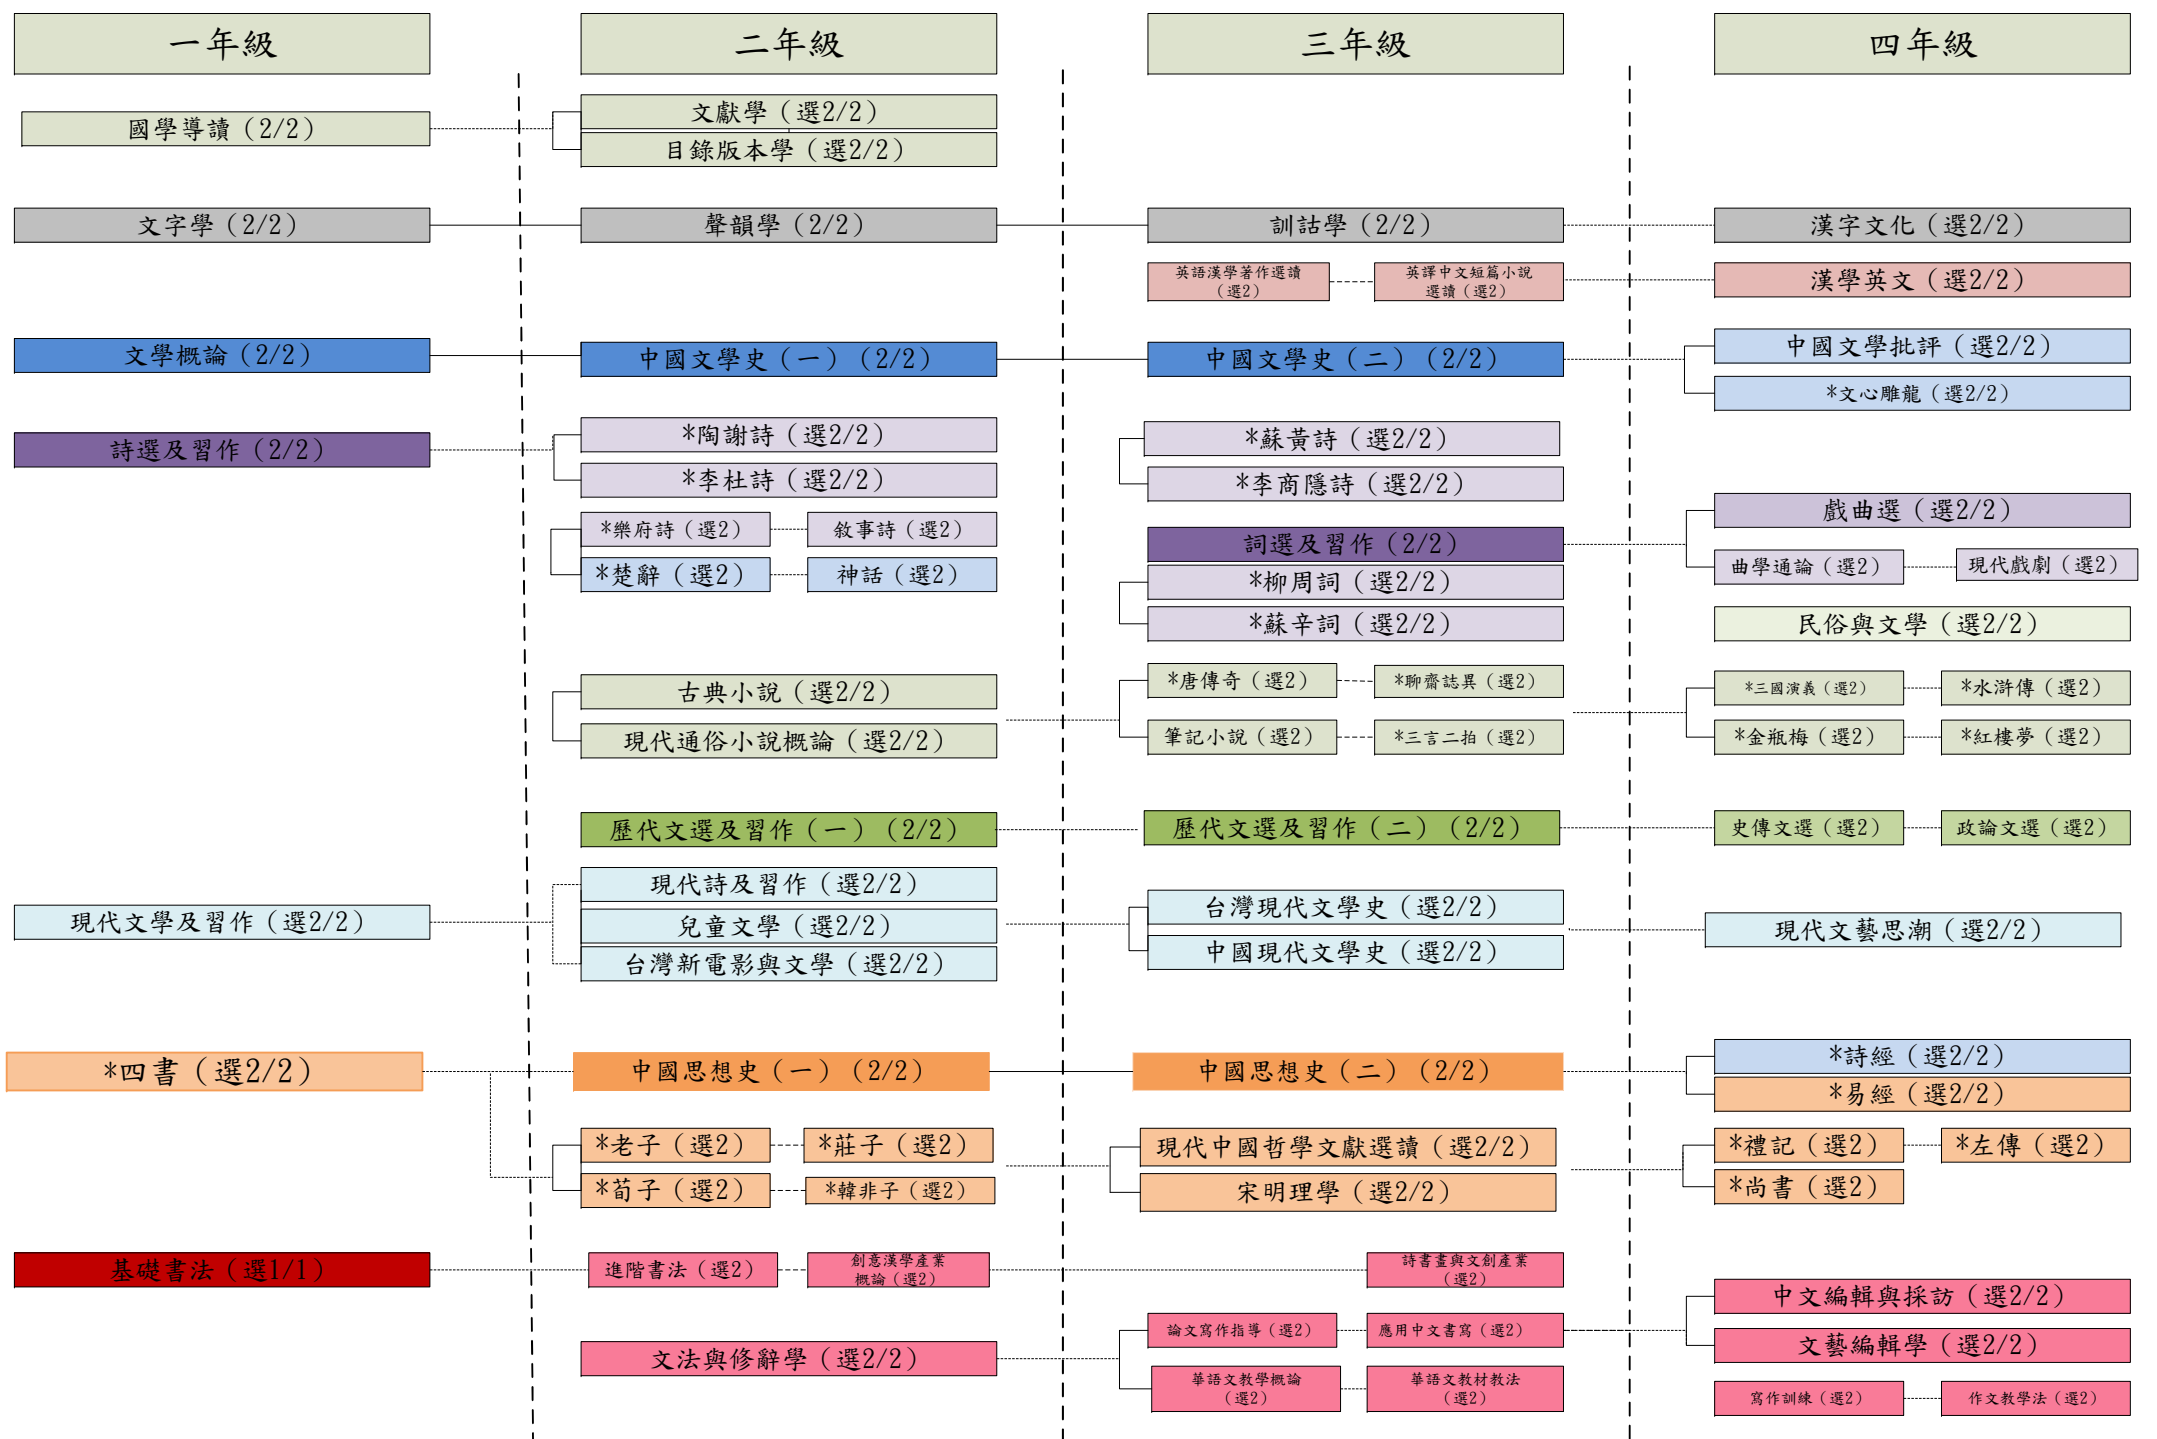 一年級
二年級
三年級
四年級
國學導讀（2/2）
文獻學（選2/2）
目錄版本學（選2/2）
文字學（2/2）
聲韻學（2/2）
訓詁學（2/2）
漢字文化（選2/2）
英語漢學著作選讀
（選2）
英譯中文短篇小說
選讀（選2）
漢學英文（選2/2）
文學概論（2/2）
中國文學史（一）（2/2）
中國文學史（二）（2/2）
中國文學批評（選2/2）
*文心雕龍（選2/2）
詩選及習作（2/2）
*陶謝詩（選2/2）
*李杜詩（選2/2）
*蘇黃詩（選2/2）
*李商隱詩（選2/2）
*樂府詩（選2）
敘事詩（選2）
*楚辭（選2）
神話（選2）
詞選及習作（2/2）
*柳周詞（選2/2）
*蘇辛詞（選2/2）
戲曲選（選2/2）
曲學通論（選2）
現代戲劇（選2）
民俗與文學（選2/2）
古典小說（選2/2）
現代通俗小說概論（選2/2）
*唐傳奇（選2）
*聊齋誌異（選2）
筆記小說（選2）
*三言二拍（選2）
*三國演義（選2）
*水滸傳（選2）
*金瓶梅（選2）
*紅樓夢（選2）
歷代文選及習作（一）（2/2）
歷代文選及習作（二）（2/2）
史傳文選（選2）
政論文選（選2）
現代文學及習作（選2/2）
現代詩及習作（選2/2）
兒童文學（選2/2）
台灣新電影與文學（選2/2）
台灣現代文學史（選2/2）
中國現代文學史（選2/2）
現代文藝思潮（選2/2）
*四書（選2/2）
中國思想史（一）（2/2）
中國思想史（二）（2/2）
*詩經（選2/2）
*易經（選2/2）
*老子（選2）
*莊子（選2）
*荀子（選2）
*韓非子（選2）
現代中國哲學文獻選讀（選2/2）
宋明理學（選2/2）
*禮記（選2）
*左傳（選2）
*尚書（選2）
基礎書法（選1/1）
進階書法（選2）
創意漢學產業
概論（選2）
詩書畫與文創產業
（選2）
文法與修辭學（選2/2）
論文寫作指導（選2）
應用中文書寫（選2）
華語文教學概論
（選2）
華語文教材教法
（選2）
中文編輯與採訪（選2/2）
文藝編輯學（選2/2）
寫作訓練（選2）
作文教學法（選2）